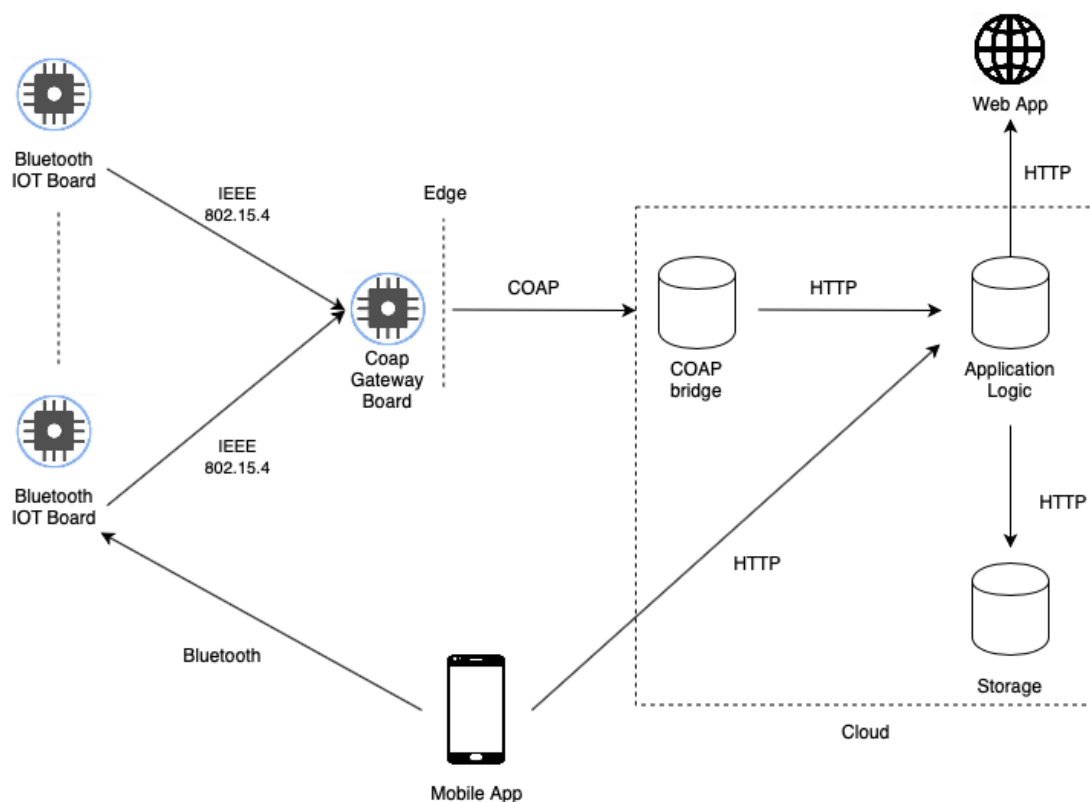 Web App
HTTP
Bluetooth
IOT Board
IEEE
802.15.4
Edge
COAP
HTTP
Coap
Gateway
Board
COAP
bridge
Application
Logic
IEEE
802.15.4
Bluetooth
IOT Board
HTTP
HTTP
Bluetooth
Storage
Cloud
Mobile App